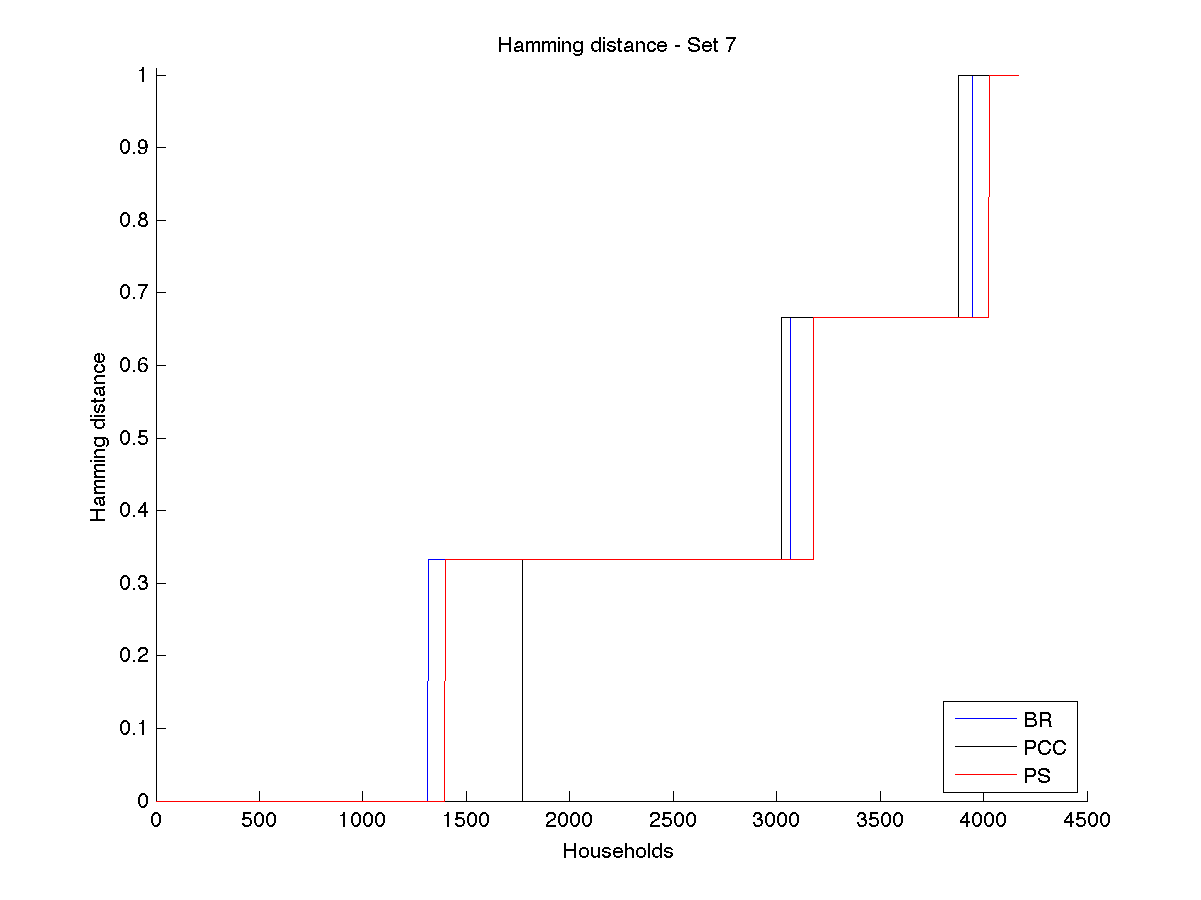 Hamming distance - Set 7
Hamming distance
1
0.9
0.8
0.7
0.6
0.5
0.4
0.3
0.2
0.1
0
0 500 1000 1500 2000 2500 3000 3500 4000 4500
Households
BR
PCC
PS